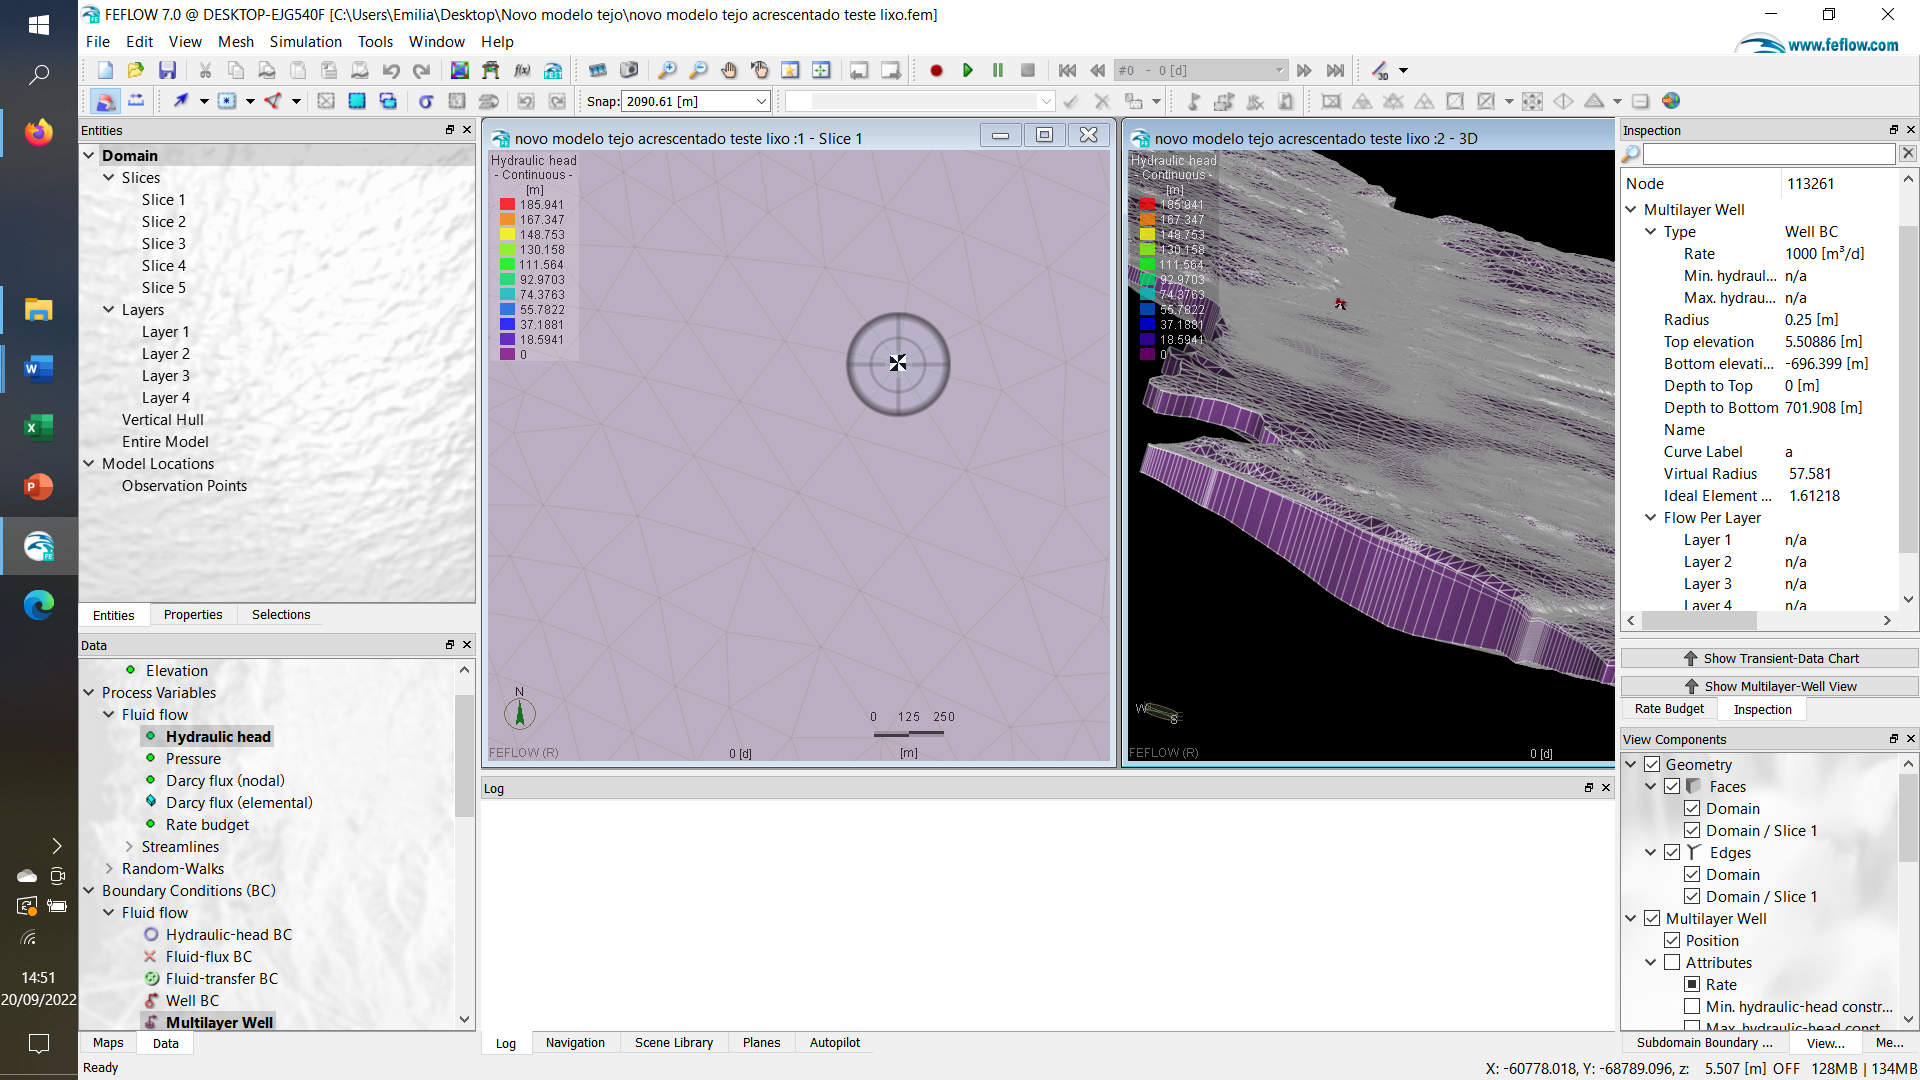 FEFLOW 7.0 @ DESKTOP-EJG540F [C:\Users\Emilia\Desktop\Novo modelo tejo\novo modelo tejo acrescentado teste lixo.fem]
File Edit View Mesh Simulation Tools Window Help
www.feflow.com
#0 - 0 [d]
3D
Snap: 2090.61 [m]
Entities
Domain
Slices
Slice 1
Slice 2
Slice 3
Slice 4
Slice 5
Layers
Layer 1
Layer 2
Layer 3
Layer 4
Vertical Hull
Entire Model
Model Locations
Observation Points
Entities Properties Selections
Data
Elevation
Process Variables
Fluid flow
Hydraulic head
Pressure
Darcy flux (nodal)
Darcy flux (elemental)
Rate budget
Streamlines
Random-Walks
Boundary Conditions (BC)
Fluid flow
Hydraulic-head BC
Fluid-flux BC
Fluid-transfer BC
Well BC
Multilayer Well
Maps Data
Ready
novo modelo tejo acrescentado teste lixo :1 - Slice 1
Hydraulic head
- Continuous -
[m]
185.941
167.347
148.753
130.158
111.564
92.9703
74.3763
55.7822
37.1881
18.5941
0
N
0 125 250
[m]
FEFLOW (R)
0 [d]
novo modelo tejo acrescentado teste lixo :2 - 3D
Hydraulic head
- Continuous -
[m]
185.941
167.347
148.753
130.158
111.564
92.9703
74.3763
55.7822
37.1881
18.5941
0
W
S
E
FEFLOW (R)
0 [d]
Log
Log Navigation Scene Library Planes Autopilot
Inspection
Node 113261
Multilayer Well
Type Well BC
Rate 1000 [m³/d]
Min. hydraul... n/a
Max. hydrau... n/a
Radius 0.25 [m]
Top elevation 5.50886 [m]
Bottom elevati... -696.399 [m]
Depth to Top 0 [m]
Depth to Bottom 701.908 [m]
Name
Curve Label a
Virtual Radius 57.581
Ideal Element ... 1.61218
Flow Per Layer
Layer 1 n/a
Layer 2 n/a
Layer 3 n/a
Layer 4 n/a
Show Transient-Data Chart
Show Multilayer-Well View
Rate Budget Inspection
View Components
Geometry
Faces
Domain
Domain / Slice 1
Edges
Domain
Domain / Slice 1
Multilayer Well
Position
Attributes
Rate
Min. hydraulic-head constr...
Max. hydraulic-head const
Subdomain Boundary ... View... Me...
X: -60778.018, Y: -68789.096, z: 5.507 [m] OFF 128MB | 134MB
14:51
20/09/2022